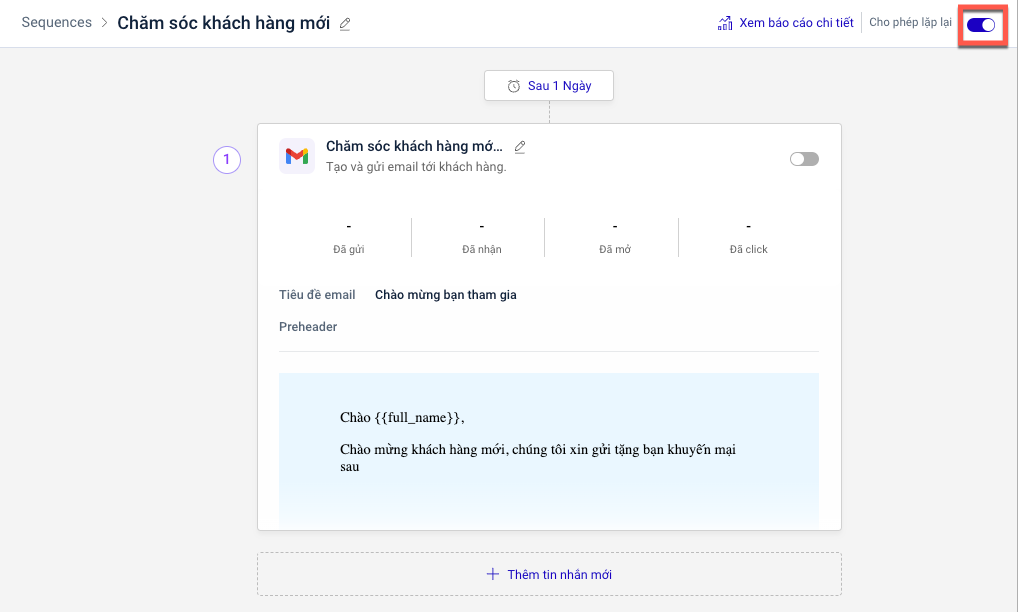 Sequences > Chăm sóc khách hàng mới
Xem báo cáo chi tiết
Cho phép lặp lại
Sau 1 Ngày
1
Chăm sóc khách hàng mớ...
Tạo và gửi email tới khách hàng.
- - - -
Đã gửi Đã nhận Đã mở Đã click
Tiêu đề email Chào mừng bạn tham gia
Preheader
Chào {{full_name}},
Chào mừng khách hàng mới, chúng tôi xin gửi tặng bạn khuyến mại
sau
+ Thêm tin nhắn mới